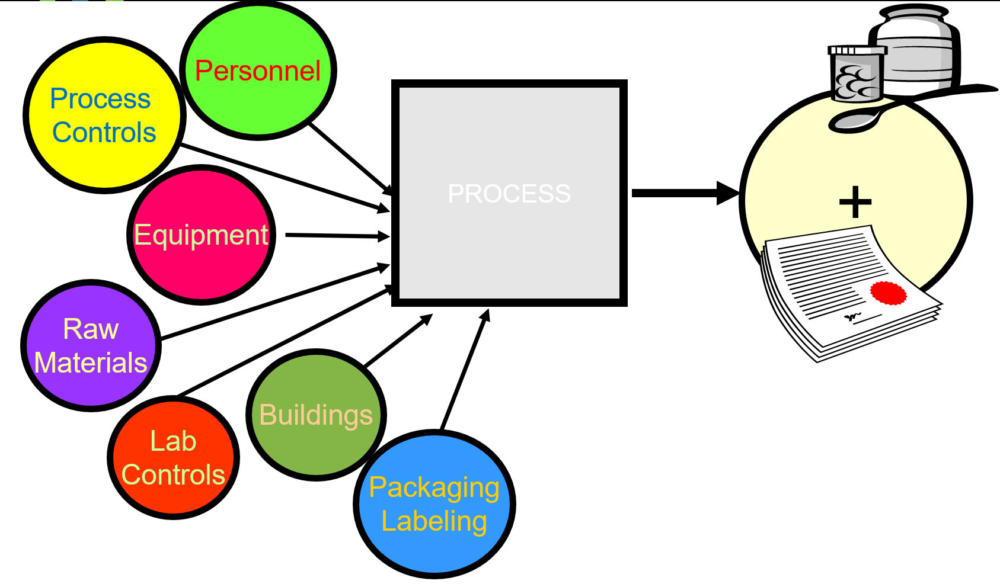 Personnel
Process
Controls
PROCESS
+
Equipment
Raw
Materials
Lab
Controls
Buildings
Packaging
Labeling